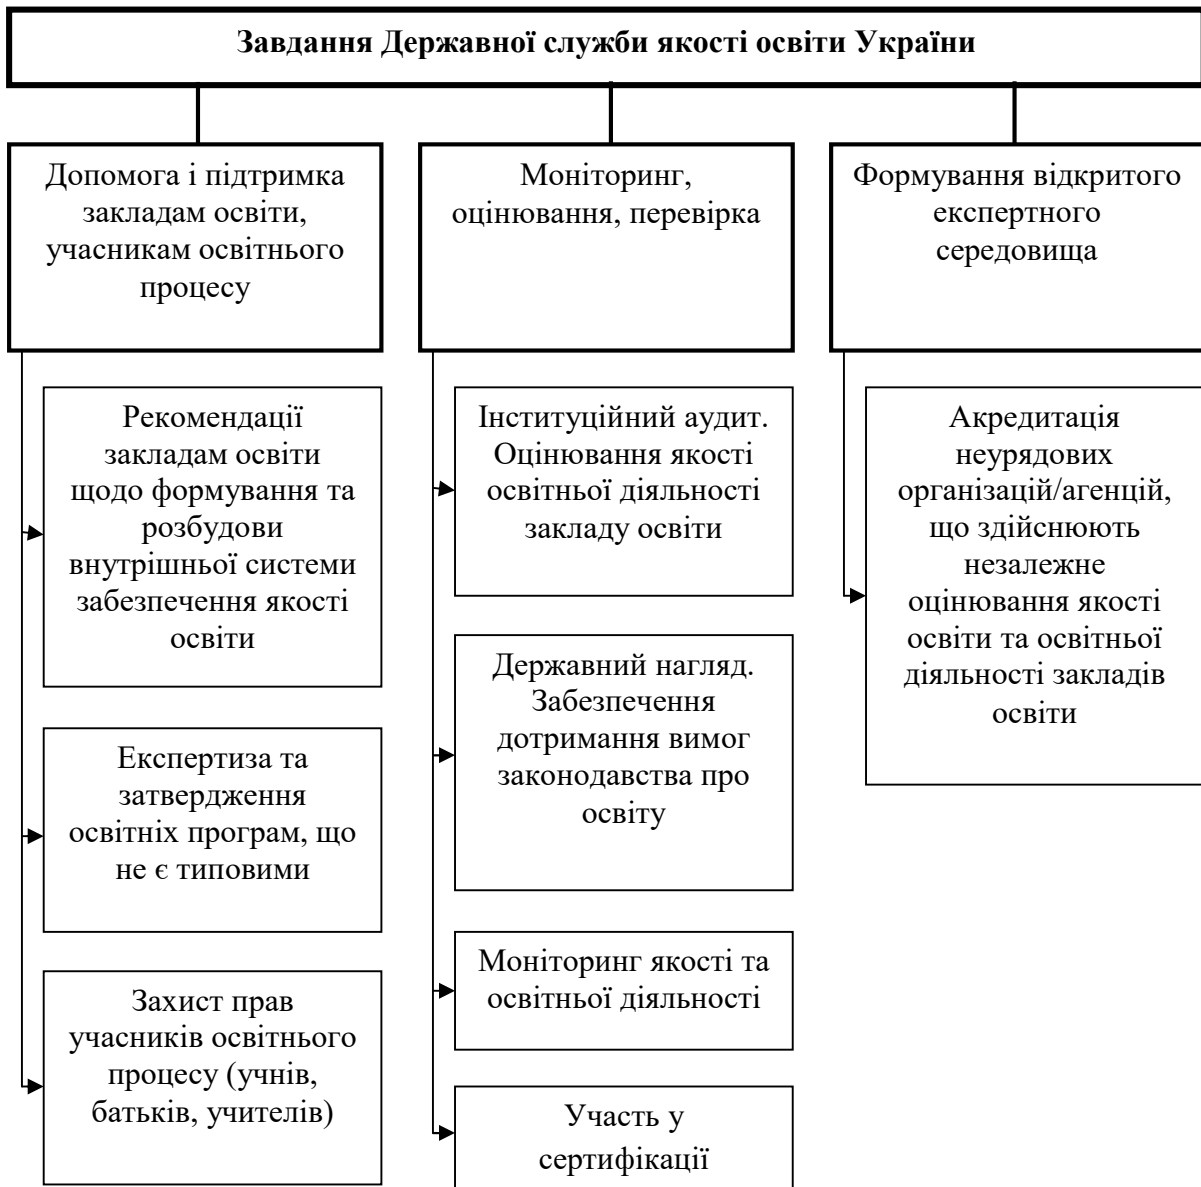 Завдання Державної служби якості освіти України
Допомога і підтримка
закладам освіти,
учасникам освітнього
процесу
Рекомендації
закладам освіти
щодо формування та
розбудови
внутрішньої системи
забезпечення якості
освіти
Експертиза та
затвердження
освітніх програм, що
не є типовими
Захист прав
учасників освітнього
процесу (учнів,
батьків, учителів)
Моніторинг,
оцінювання, перевірка
Інституційний аудит.
Оцінювання якості
освітньої діяльності
закладу освіти
Державний нагляд.
Забезпечення
дотримання вимог
законодавства про
освіту
Моніторинг якості та
освітньої діяльності
Участь у
сертифікації
Формування відкритого
експертного
середовища
Акредитація
неурядових
організацій/агенцій,
що здійснюють
незалежне
оцінювання якості
освіти та освітньої
діяльності закладів
освіти